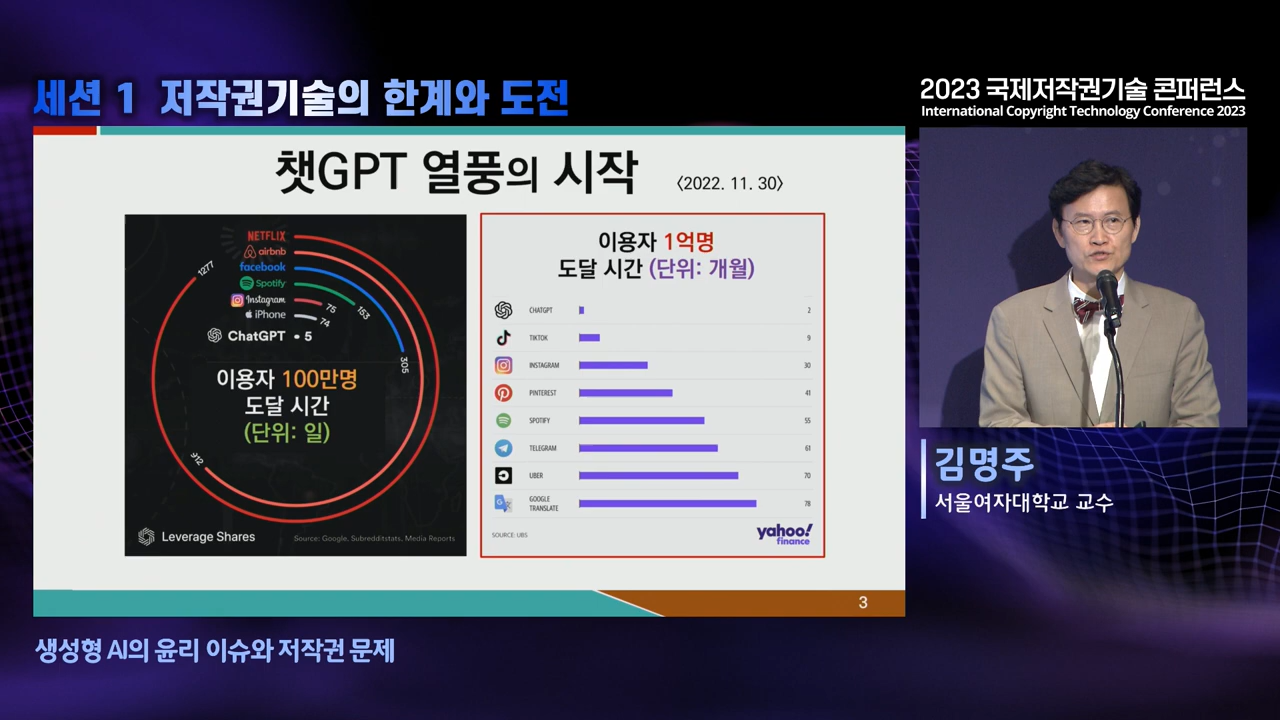 세션 1 저작권기술의 한계와 도전
2023 국제저작권기술 콘퍼런스
International Copyright Technology Conference 2023
챗GPT 열풍의 시작 〈2022. 11. 30〉
NETFLIX
airbnb
facebook
Spotify
Instagram
iPhone
ChatGPT • 5
1277
912
305
153
75
74
이용자 100만명
도달 시간
(단위: 일)
Leverage Shares
Source: Google, Subredditstats, Media Reports
이용자 1억명
도달 시간 (단위: 개월)
CHATGPT 2
TIKTOK 9
INSTAGRAM 30
PINTEREST 41
SPOTIFY 55
TELEGRAM 61
UBER 70
GOOGLE
TRANSLATE 78
SOURCE: UBS
yahoo!
finance
3
김명주
서울여자대학교 교수
생성형 AI의 윤리 이슈와 저작권 문제